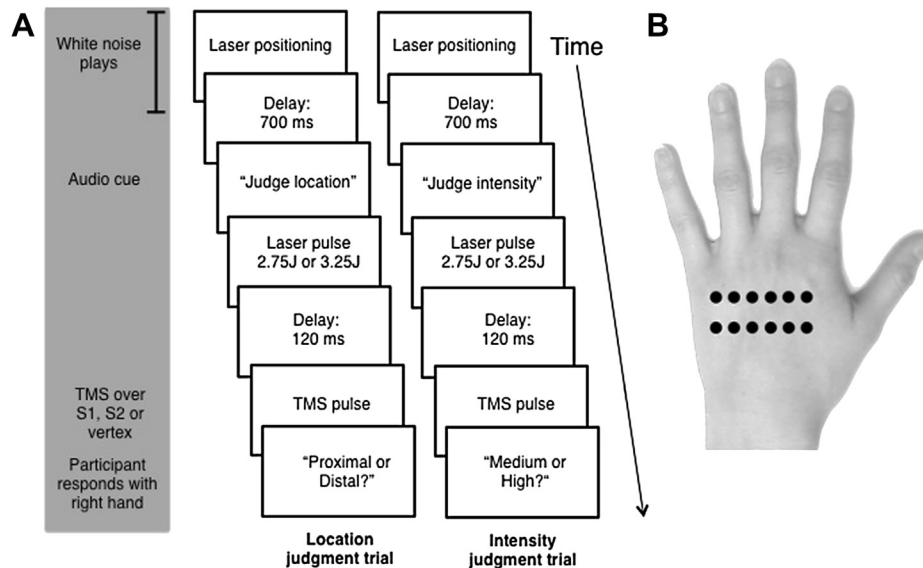 A
White noise
plays
Audio cue
TMS over
S1, S2 or
vertex
Participant
responds with
right hand
Laser positioning
Delay:
700 ms
“Judge location”
Laser pulse
2.75J or 3.25J
Delay:
120 ms
TMS pulse
“Proximal or
Distal?”
Location
judgment trial
Laser positioning
Delay:
700 ms
“Judge intensity”
Laser pulse
2.75J or 3.25J
Delay:
120 ms
TMS pulse
“Medium or
High?“
Intensity
judgment trial
Time
B